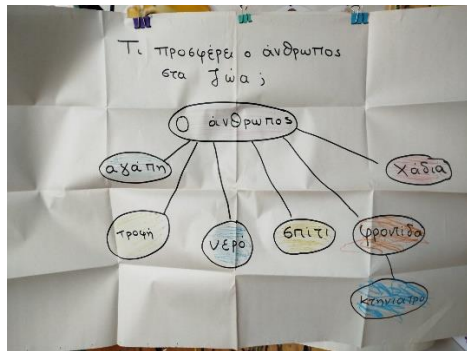 Τι προσφέρει ο άνθρωπος
στα ζώα;
Ο άνθρωπος
αγάπη
χάδια
τροφή
νερό
σπίτι
φροντίδα
κτηνίατρο